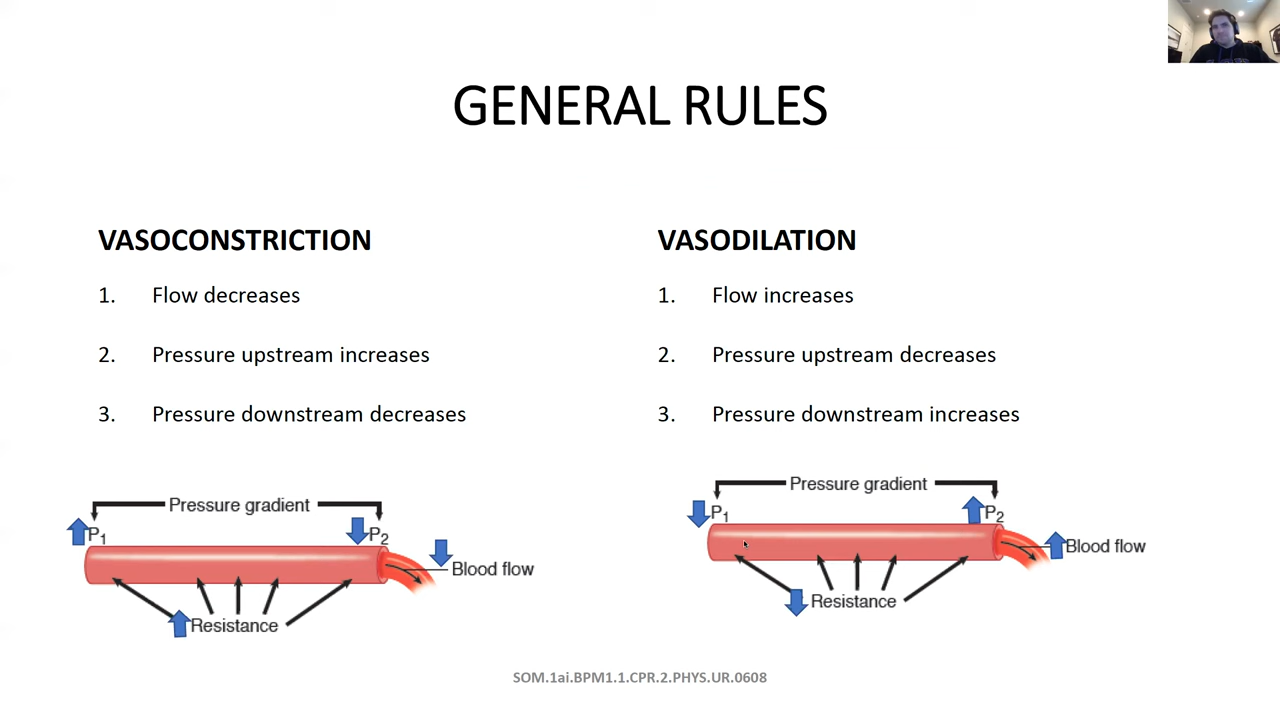 GENERAL RULES
VASOCONSTRICTION
1. Flow decreases
2. Pressure upstream increases
3. Pressure downstream decreases
Pressure gradient
P1
P2
Blood flow
Resistance
VASODILATION
1. Flow increases
2. Pressure upstream decreases
3. Pressure downstream increases
Pressure gradient
P1
P2
Blood flow
Resistance
SOM.1ai.BPM1.1.CPR.2.PHYS.UR.0608